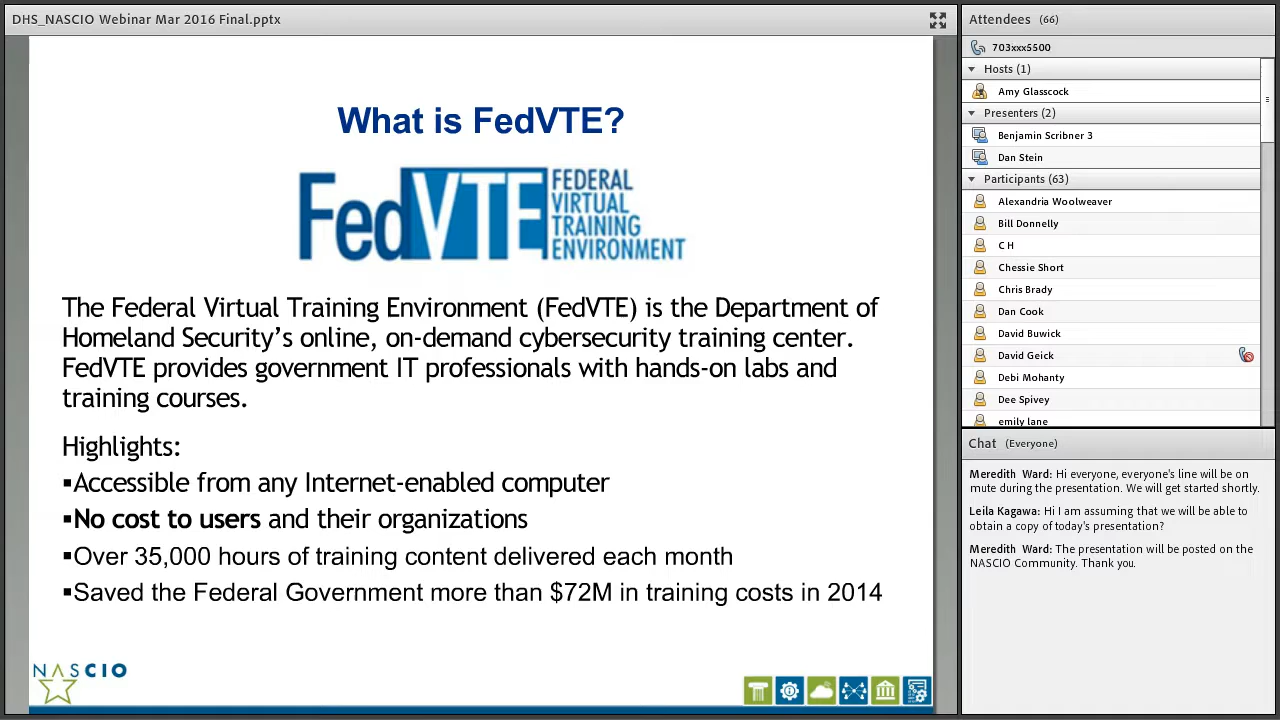 DHS_NASCIO Webinar Mar 2016 Final.pptx
What is FedVTE?
FedVTE
FEDERAL
VIRTUAL
TRAINING
ENVIRONMENT
The Federal Virtual Training Environment (FedVTE) is the Department of
Homeland Security’s online, on-demand cybersecurity training center.
FedVTE provides government IT professionals with hands-on labs and
training courses.
Highlights:
▪Accessible from any Internet-enabled computer
▪No cost to users and their organizations
▪Over 35,000 hours of training content delivered each month
▪Saved the Federal Government more than $72M in training costs in 2014
NASCIO
Attendees (66)
703xxx5500
Hosts (1)
Amy Glasscock
Presenters (2)
Benjamin Scribner 3
Dan Stein
Participants (63)
Alexandria Woolweaver
Bill Donnelly
C H
Chessie Short
Chris Brady
Dan Cook
David Buwick
David Geick
Debi Mohanty
Dee Spivey
emily lane
Chat (Everyone)
Meredith Ward: Hi everyone, everyone's line will be on
mute during the presentation. We will get started shortly.
Leila Kagawa: Hi I am assuming that we will be able to
obtain a copy of today's presentation?
Meredith Ward: The presentation will be posted on the
NASCIO Community. Thank you.